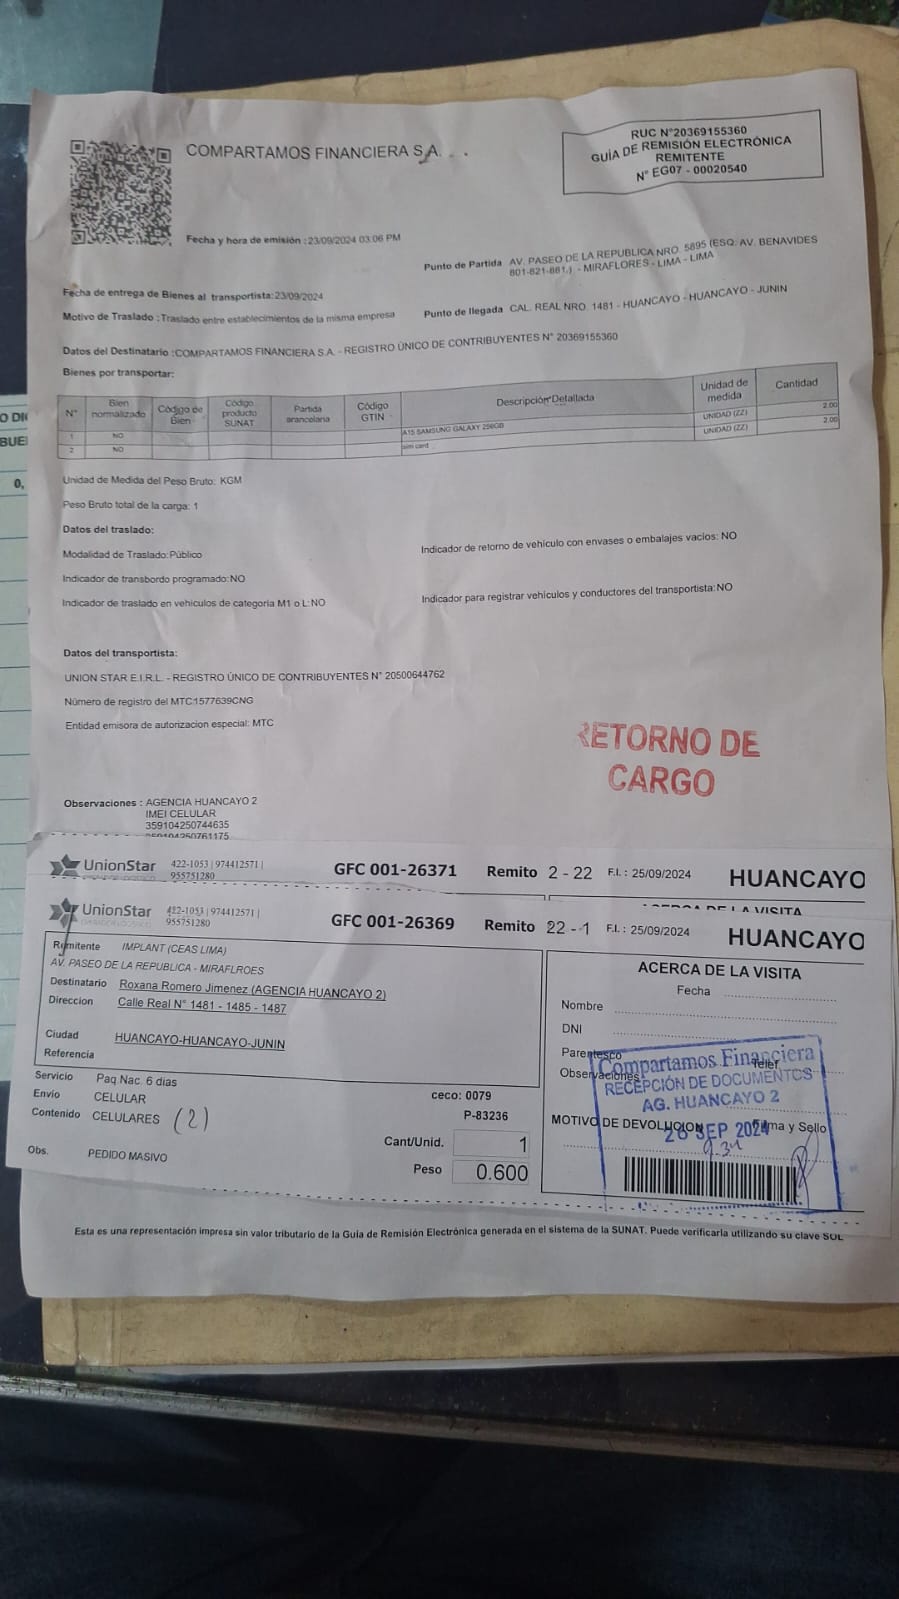 COMPARTAMOS FINANCIERA S.A.
RUC N°20369155360
GUÍA DE REMISIÓN ELECTRÓNICA
REMITENTE
N° EG07 - 00020540
Fecha y hora de emisión : 23/09/2024 03:06 PM
Punto de Partida AV. PASEO DE LA REPUBLICA NRO. 5895 (ESQ. AV. BENAVIDES
801-821-881,) - MIRAFLORES - LIMA - LIMA
Fecha de entrega de Bienes al transportista:23/09/2024
Motivo de Traslado : Traslado entre establecimientos de la misma empresa
Punto de llegada CAL. REAL NRO. 1481 - HUANCAYO - HUANCAYO - JUNIN
Datos del Destinatario :COMPARTAMOS FINANCIERA S.A. - REGISTRO ÚNICO DE CONTRIBUYENTES N° 20369155360
Bienes por transportar:
N° Bien normalizado Código de Bien Código producto SUNAT Partida arancelaria Código GTIN Descripción Detallada Unidad de medida Cantidad
1 NO A15 SAMSUNG GALAXY 256GB UNIDAD (ZZ) 2.00
2 NO sim card UNIDAD (ZZ) 2.00
Unidad de Medida del Peso Bruto: KGM
Peso Bruto total de la carga: 1
Datos del traslado:
Modalidad de Traslado: Público
Indicador de retorno de vehículo con envases o embalajes vacíos: NO
Indicador de transbordo programado: NO
Indicador de traslado en vehículos de categoría M1 o L: NO
Indicador para registrar vehículos y conductores del transportista: NO
Datos del transportista:
UNION STAR E.I.R.L. - REGISTRO ÚNICO DE CONTRIBUYENTES N° 20500644762
Número de registro del MTC:1577639CNG
Entidad emisora de autorizacion especial: MTC
RETORNO DE
CARGO
Observaciones : AGENCIA HUANCAYO 2
IMEI CELULAR
359104250744635
359104250761175
UnionStar 422-1053 | 974412571 |
955751280
GFC 001-26371 Remito 2 - 22 F.I.: 25/09/2024 HUANCAYO
ACERCA DE LA VISITA
UnionStar 422-1053 | 974412571 |
955751280
GFC 001-26369 Remito 22 - 1 F.I.: 25/09/2024 HUANCAYO
Remitente IMPLANT (CEAS LIMA)
AV. PASEO DE LA REPUBLICA - MIRAFLROES
Destinatario Roxana Romero Jimenez (AGENCIA HUANCAYO 2)
Direccion Calle Real N° 1481 - 1485 - 1487
Ciudad HUANCAYO-HUANCAYO-JUNIN
Referencia
Servicio Paq Nac. 6 dias
Envio CELULAR
Contenido CELULARES (2)
Obs. PEDIDO MASIVO
ceco: 0079
P-83236
Cant/Unid. 1
Peso 0.600
ACERCA DE LA VISITA
Fecha
Nombre
DNI
Parentesco
Telef
Observaciones
MOTIVO DE DEVOLUCION
Firma y Sello
Compartamos Financiera
RECEPCIÓN DE DOCUMENTOS
AG. HUANCAYO 2
26 SEP 2024
9:31
Esta es una representación impresa sin valor tributario de la Guía de Remisión Electrónica generada en el sistema de la SUNAT. Puede verificarla utilizando su clave SOL